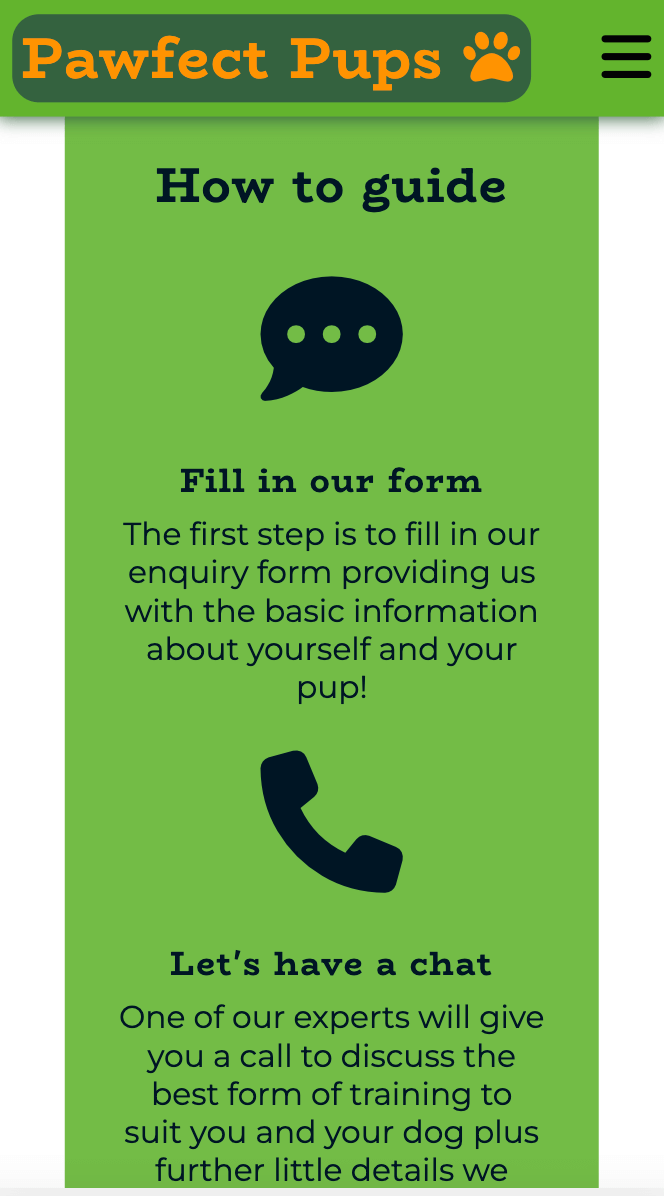 Pawfect Pups
How to guide
Fill in our form
The first step is to fill in our
enquiry form providing us
with the basic information
about yourself and your
pup!
Let's have a chat
One of our experts will give
you a call to discuss the
best form of training to
suit you and your dog plus
further little details we